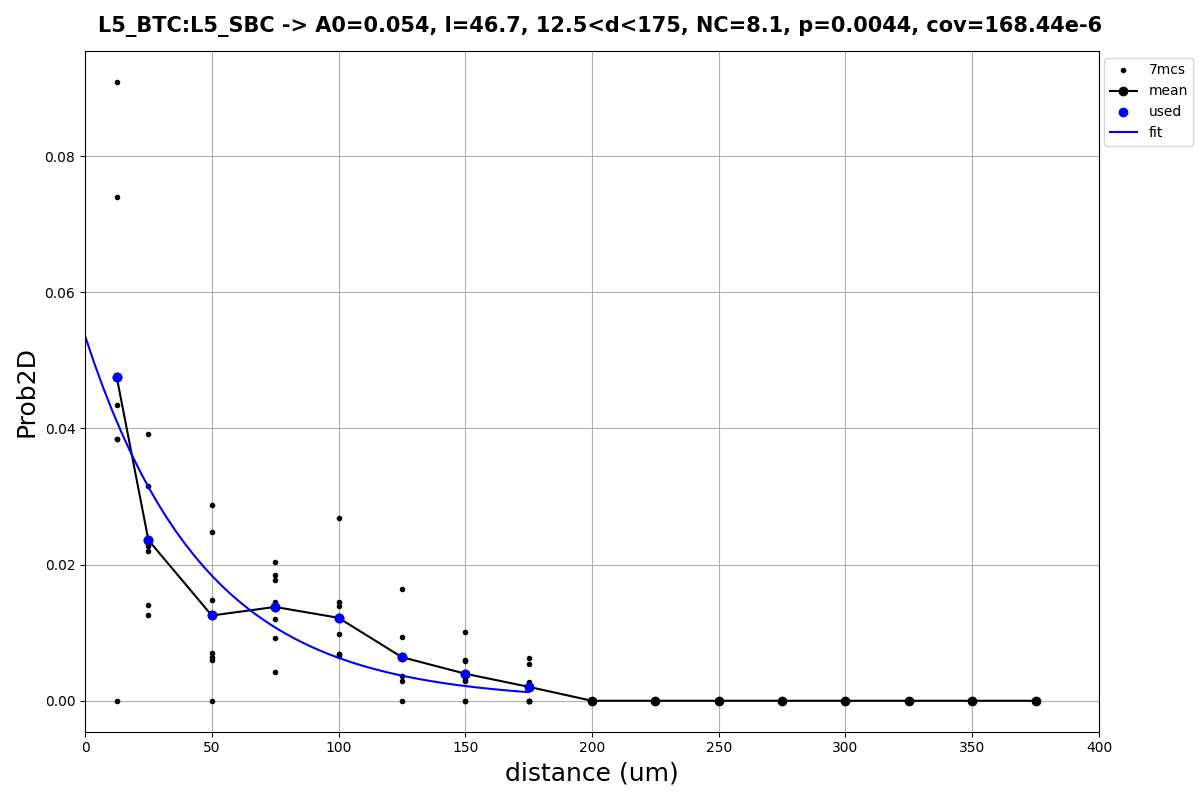 L5_BTC:L5_SBC -> A0=0.054, l=46.7, 12.5<d<175, NC=8.1, p=0.0044, cov=168.44e-6
7mcs
mean
used
fit
Prob2D
0.08
0.06
0.04
0.02
0.00
0 50 100 150 200 250 300 350 400
distance (um)